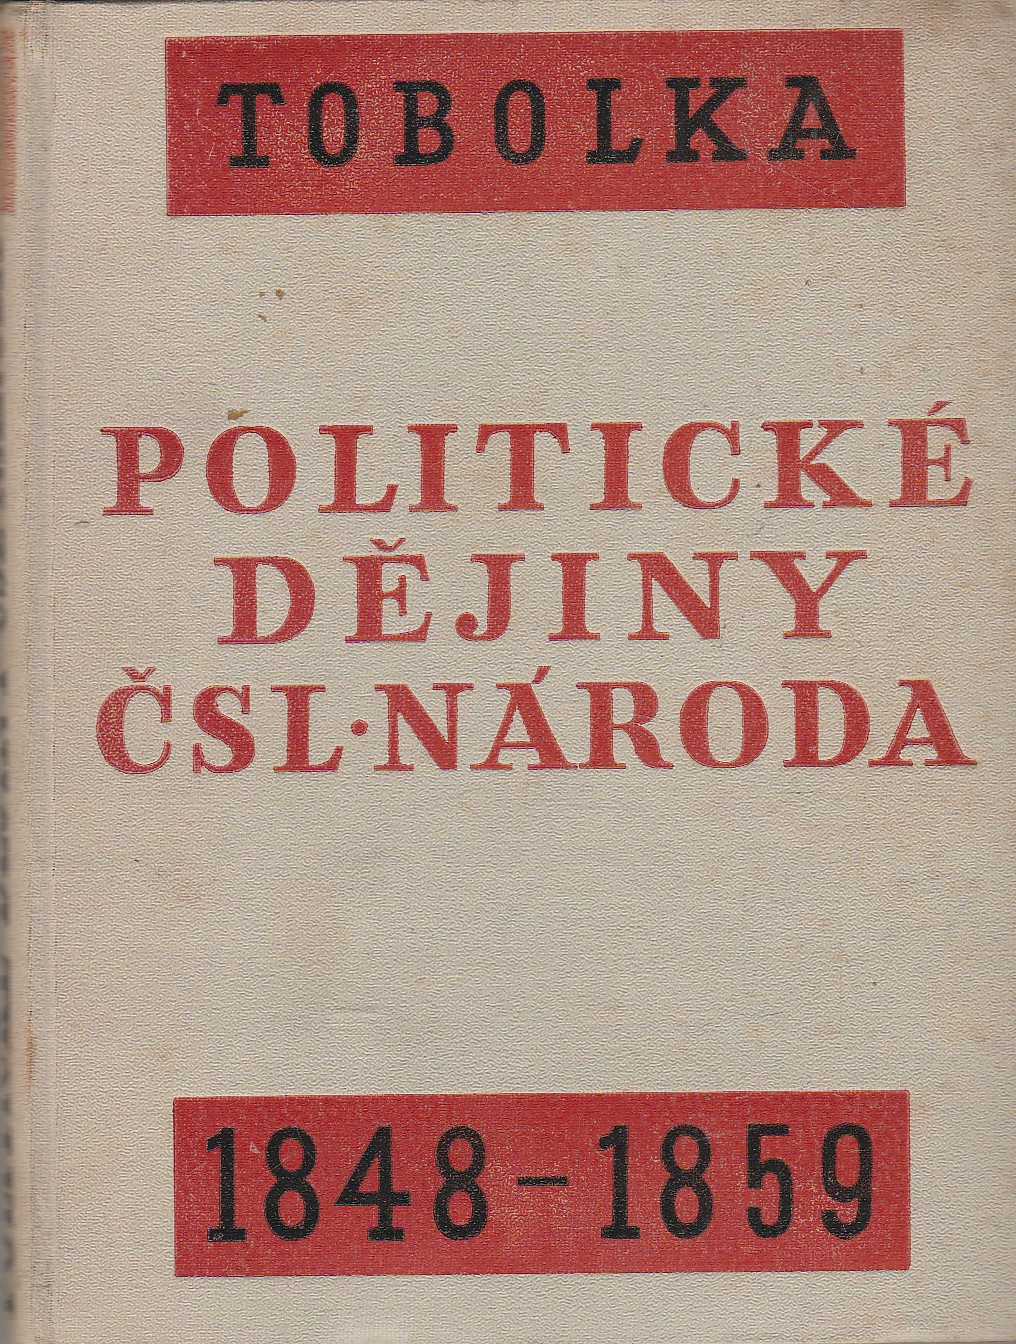 TOBOLKA
POLITICKÉ
DĚJINY
ČSL·NÁRODA
1848–1859